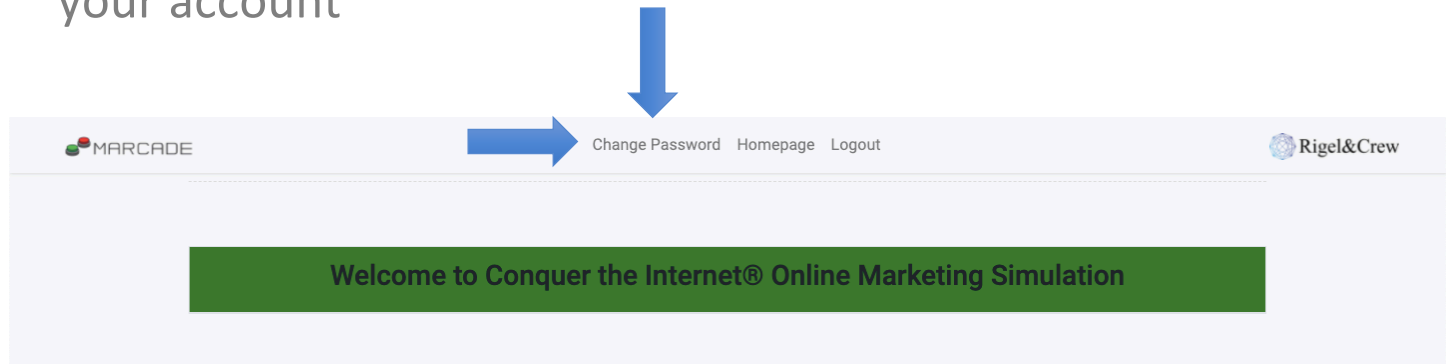 your account
MARCADE Change Password Homepage Logout Rigel&Crew
Welcome to Conquer the Internet® Online Marketing Simulation